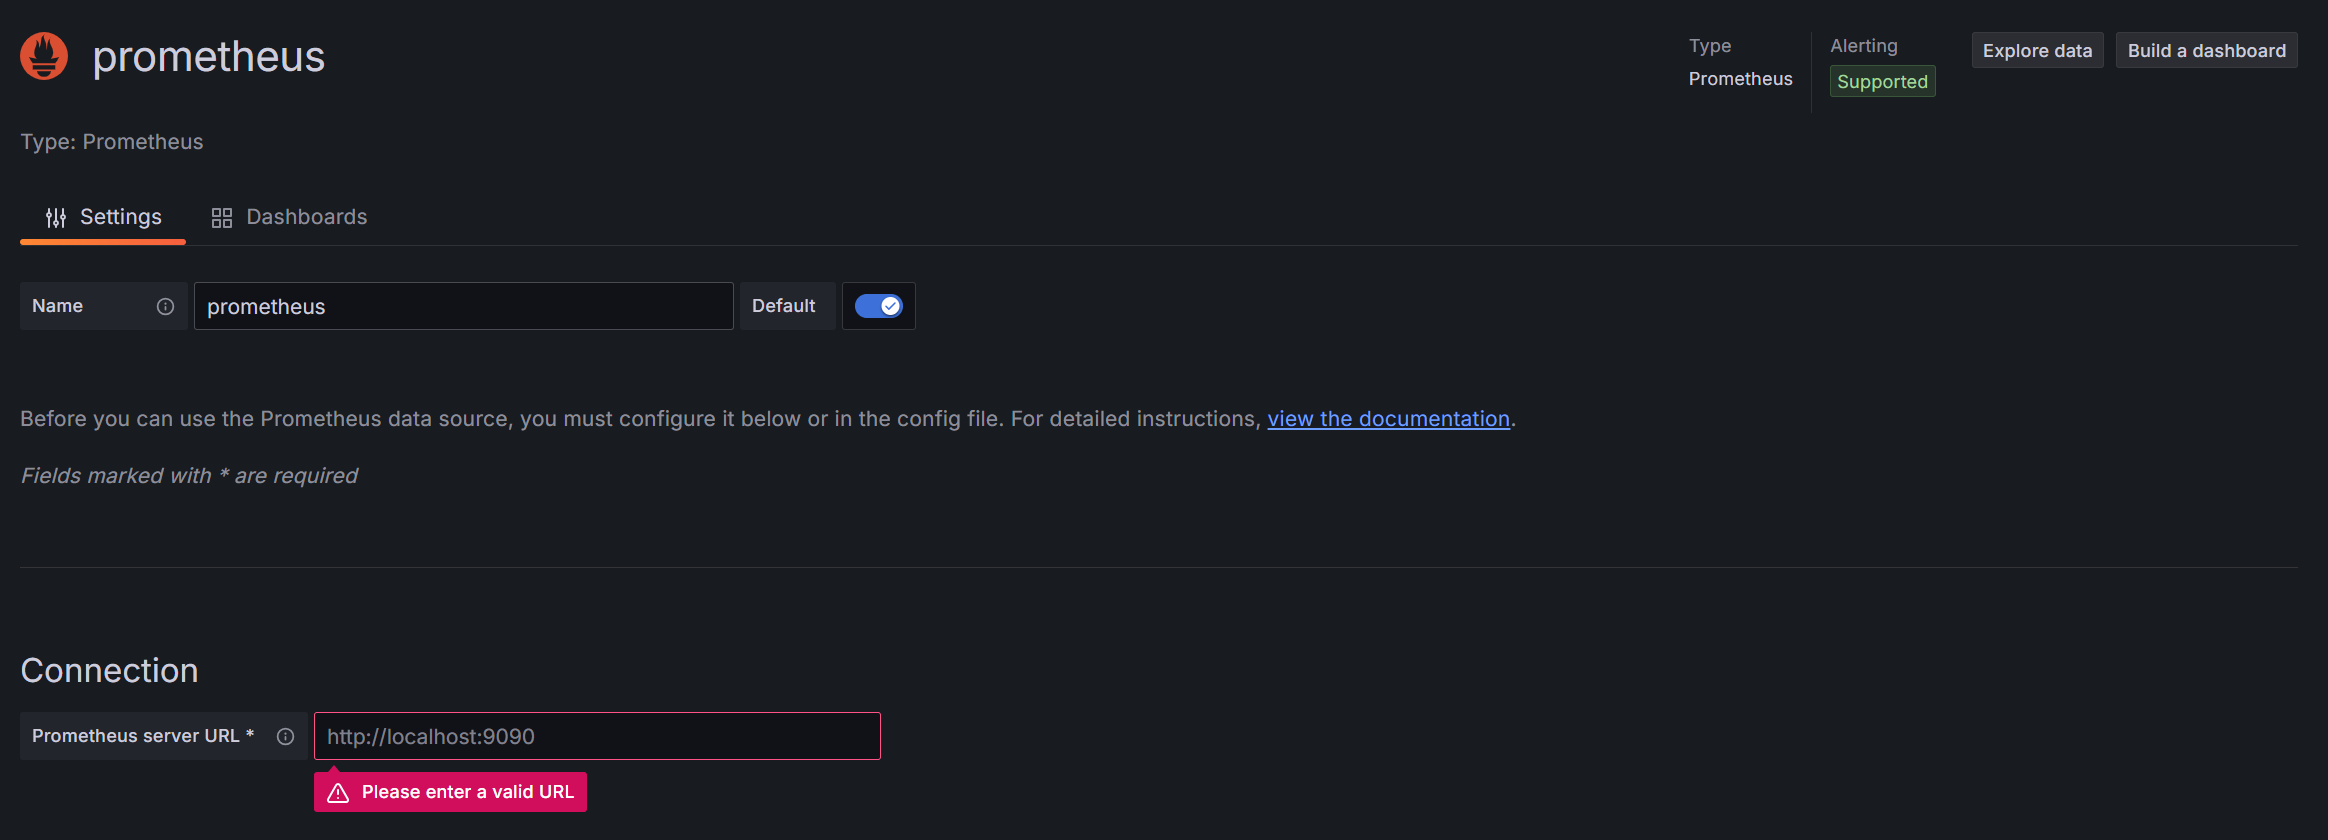 prometheus
Type
Prometheus
Alerting
Supported
Explore data
Build a dashboard
Type: Prometheus
Settings
Dashboards
Name
prometheus
Default
Before you can use the Prometheus data source, you must configure it below or in the config file. For detailed instructions, view the documentation.
Fields marked with * are required
Connection
Prometheus server URL *
http://localhost:9090
Please enter a valid URL